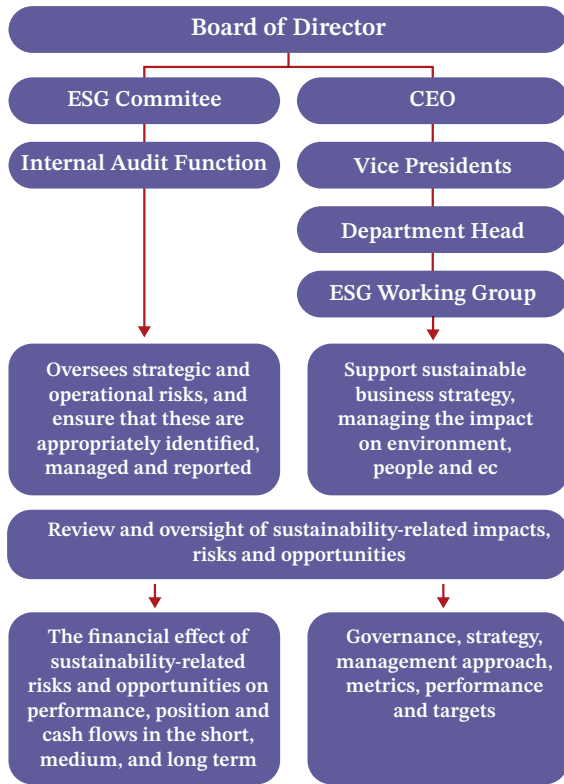 Board of Director
ESG Commitee
CEO
Internal Audit Function
Vice Presidents
Department Head
ESG Working Group
Oversees strategic and
operational risks, and
ensure that these are
appropriately identified,
managed and reported
Support sustainable
business strategy,
managing the impact
on environment,
people and ec
Review and oversight of sustainability-related impacts,
risks and opportunities
The financial effect of
sustainability-related
risks and opportunities on
performance, position and
cash flows in the short,
medium, and long term
Governance, strategy,
management approach,
metrics, performance
and targets